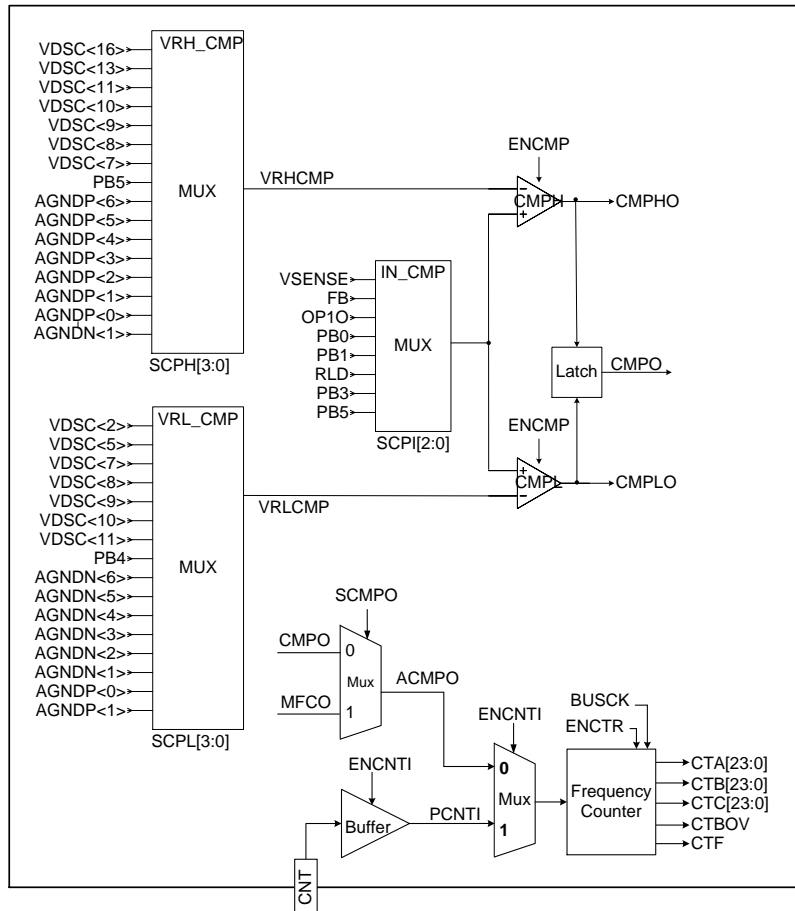 VRH_CMP
VDSC<16>
VDSC<13>
VDSC<11>
VDSC<10>
VDSC<9>
VDSC<8>
VDSC<7>
PB5
AGNDP<6>
AGNDP<5>
AGNDP<4>
AGNDP<3>
AGNDP<2>
AGNDP<1>
AGNDP<0>
AGNDN<1>
MUX
SCPH[3:0]
VRHCMP
ENCMP
CMPH
CMPHO
IN_CMP
VSENSE
FB
OP1O
PB0
PB1
RLD
PB3
PB5
MUX
SCPI[2:0]
Latch
CMPO
VRL_CMP
VDSC<2>
VDSC<5>
VDSC<7>
VDSC<8>
VDSC<9>
VDSC<10>
VDSC<11>
PB4
AGNDN<6>
AGNDN<5>
AGNDN<4>
AGNDN<3>
AGNDN<2>
AGNDN<1>
AGNDP<0>
AGNDP<1>
MUX
SCPL[3:0]
VRLCMP
ENCMP
CMPL
CMPLO
SCMPO
CMPO
0
Mux
MFCO
1
ACMPO
ENCNTI
0
Mux
1
ENCNTI
Buffer
PCNTI
CNT
BUSCK
ENCTR
Frequency
Counter
CTA[23:0]
CTB[23:0]
CTC[23:0]
CTBOV
CTF